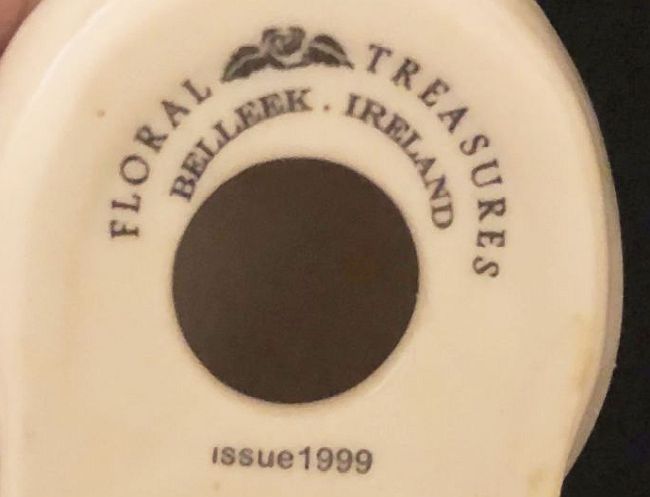 FLORAL TREASURES
BELLEEK . IRELAND
issue1999